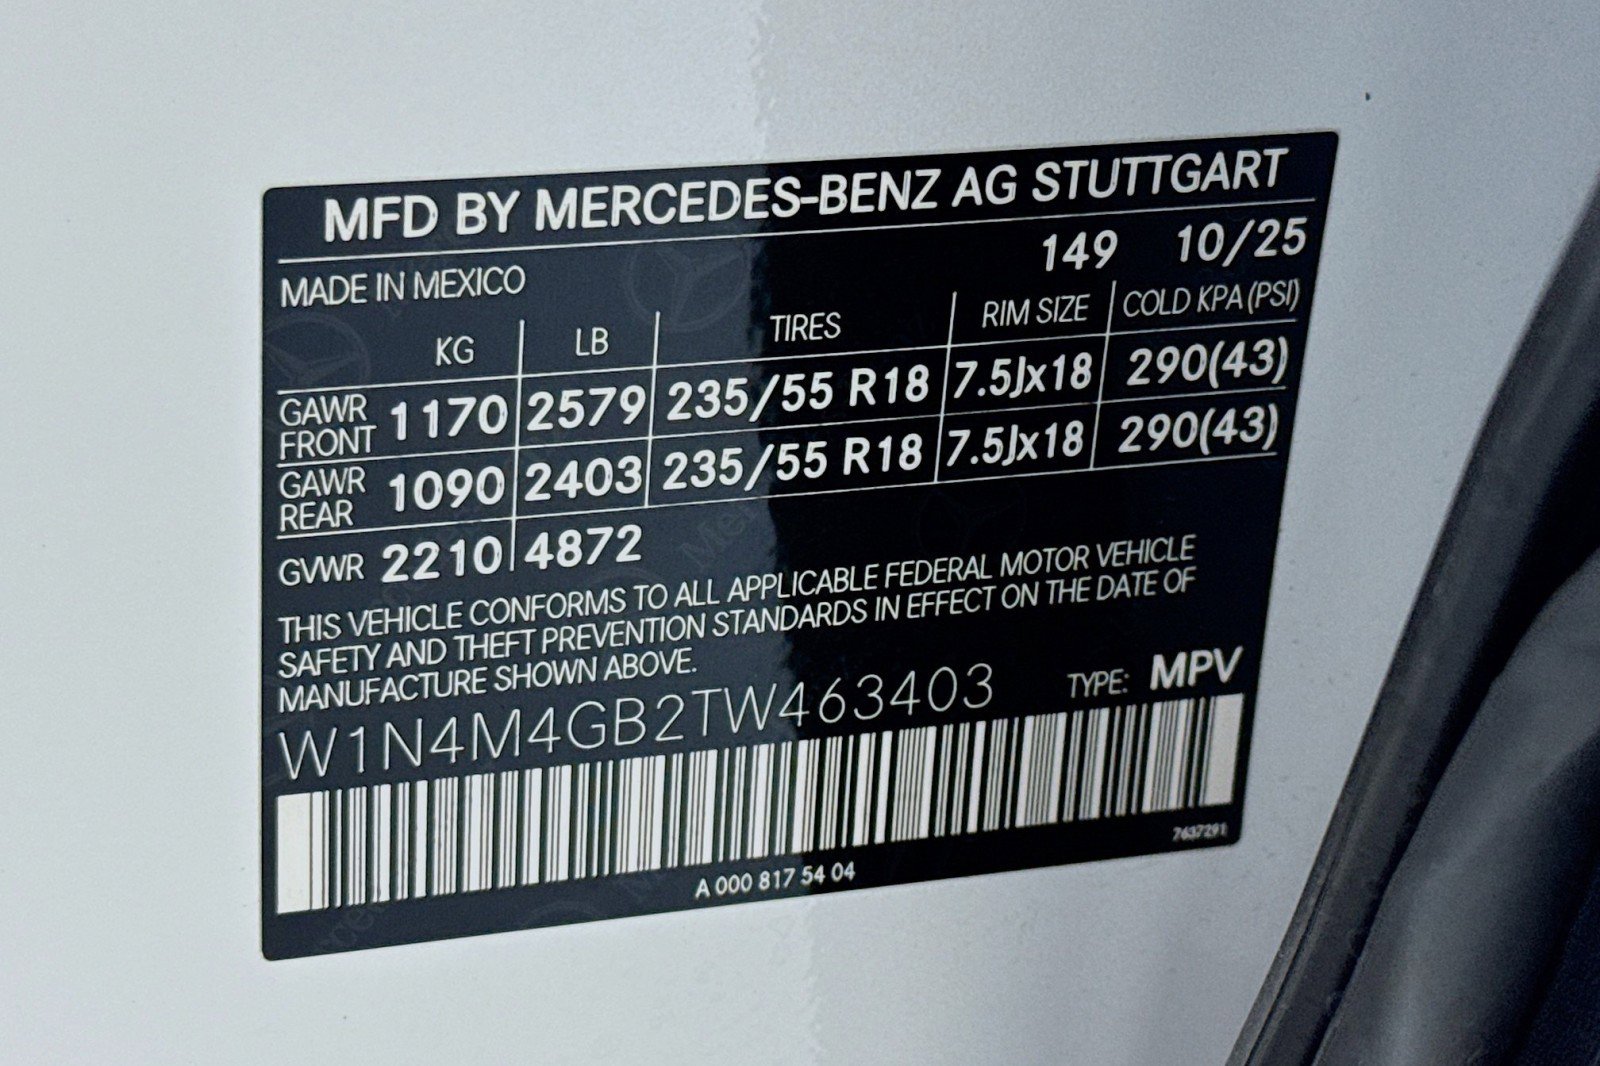 MFD BY MERCEDES-BENZ AG STUTTGART
149 10/25
MADE IN MEXICO
KG LB TIRES RIM SIZE COLD KPA (PSI)
GAWR FRONT 1170 2579 235/55 R18 7.5Jx18 290(43)
GAWR REAR 1090 2403 235/55 R18 7.5Jx18 290(43)
GVWR 2210 4872
THIS VEHICLE CONFORMS TO ALL APPLICABLE FEDERAL MOTOR VEHICLE
SAFETY AND THEFT PREVENTION STANDARDS IN EFFECT ON THE DATE OF
MANUFACTURE SHOWN ABOVE.
W1N4M4GB2TW463403 TYPE: MPV
7637291
A 000 817 54 04